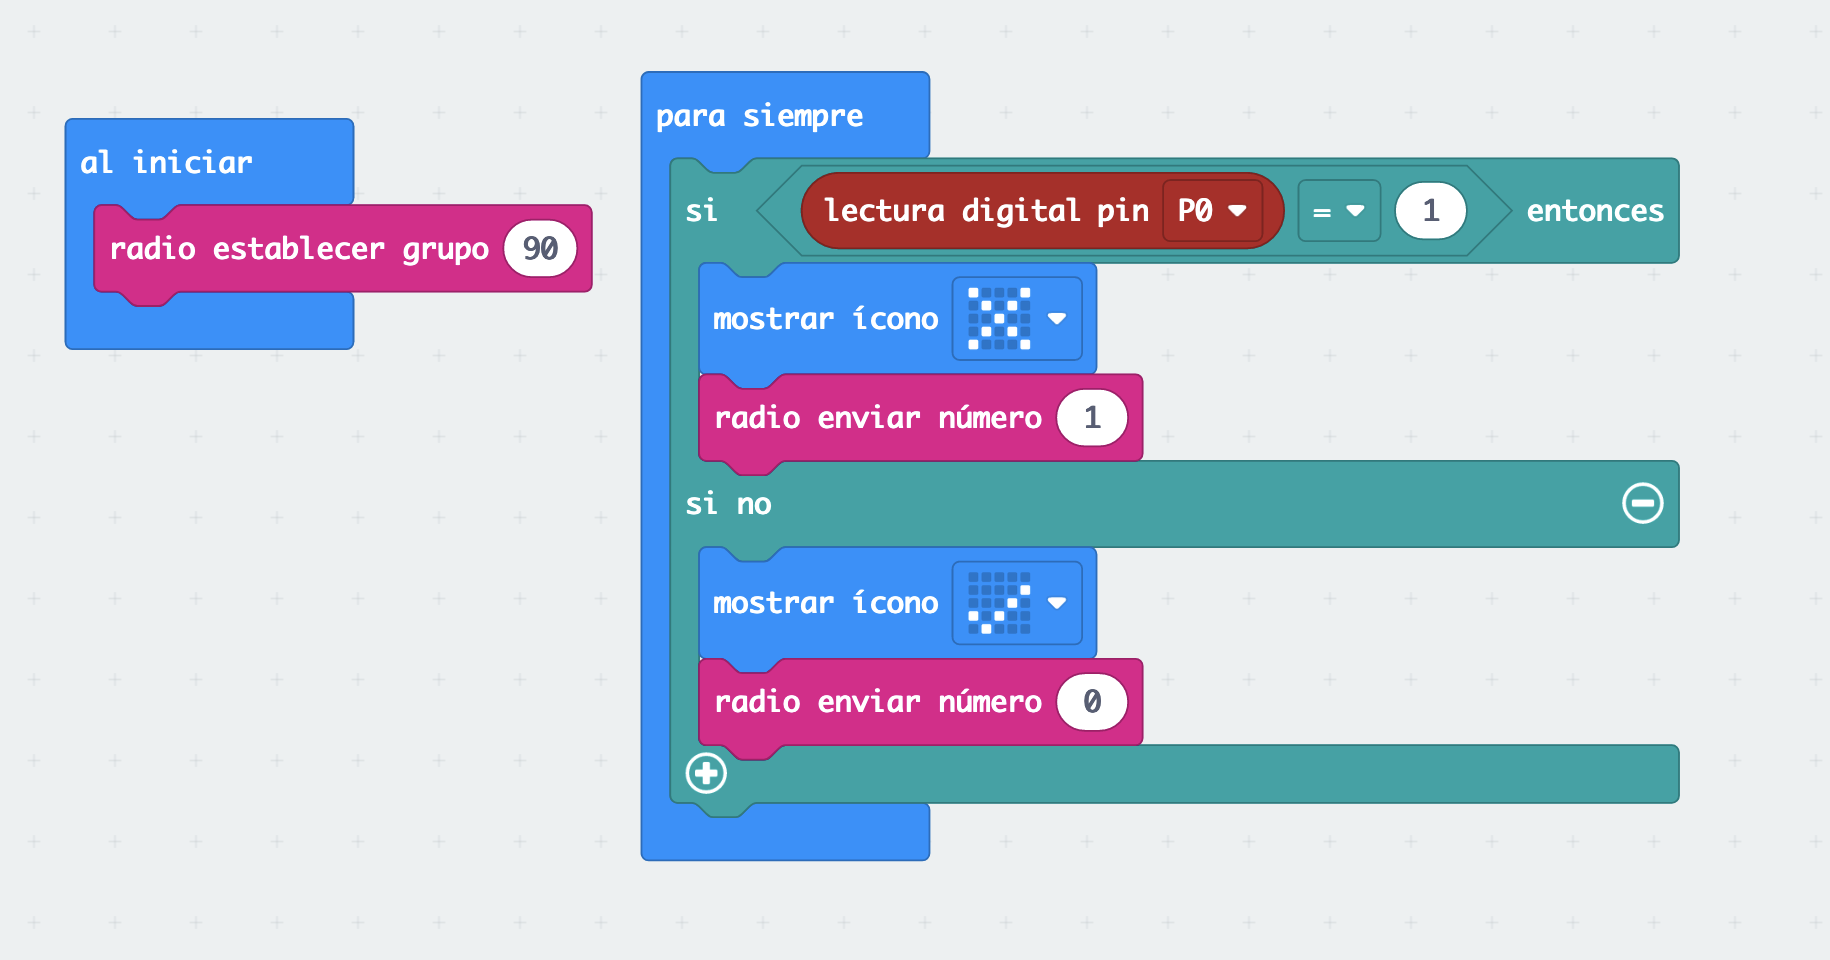 al iniciar
radio establecer grupo 90
para siempre
si lectura digital pin P0 = 1 entonces
mostrar ícono
radio enviar número 1
si no
mostrar ícono
radio enviar número 0